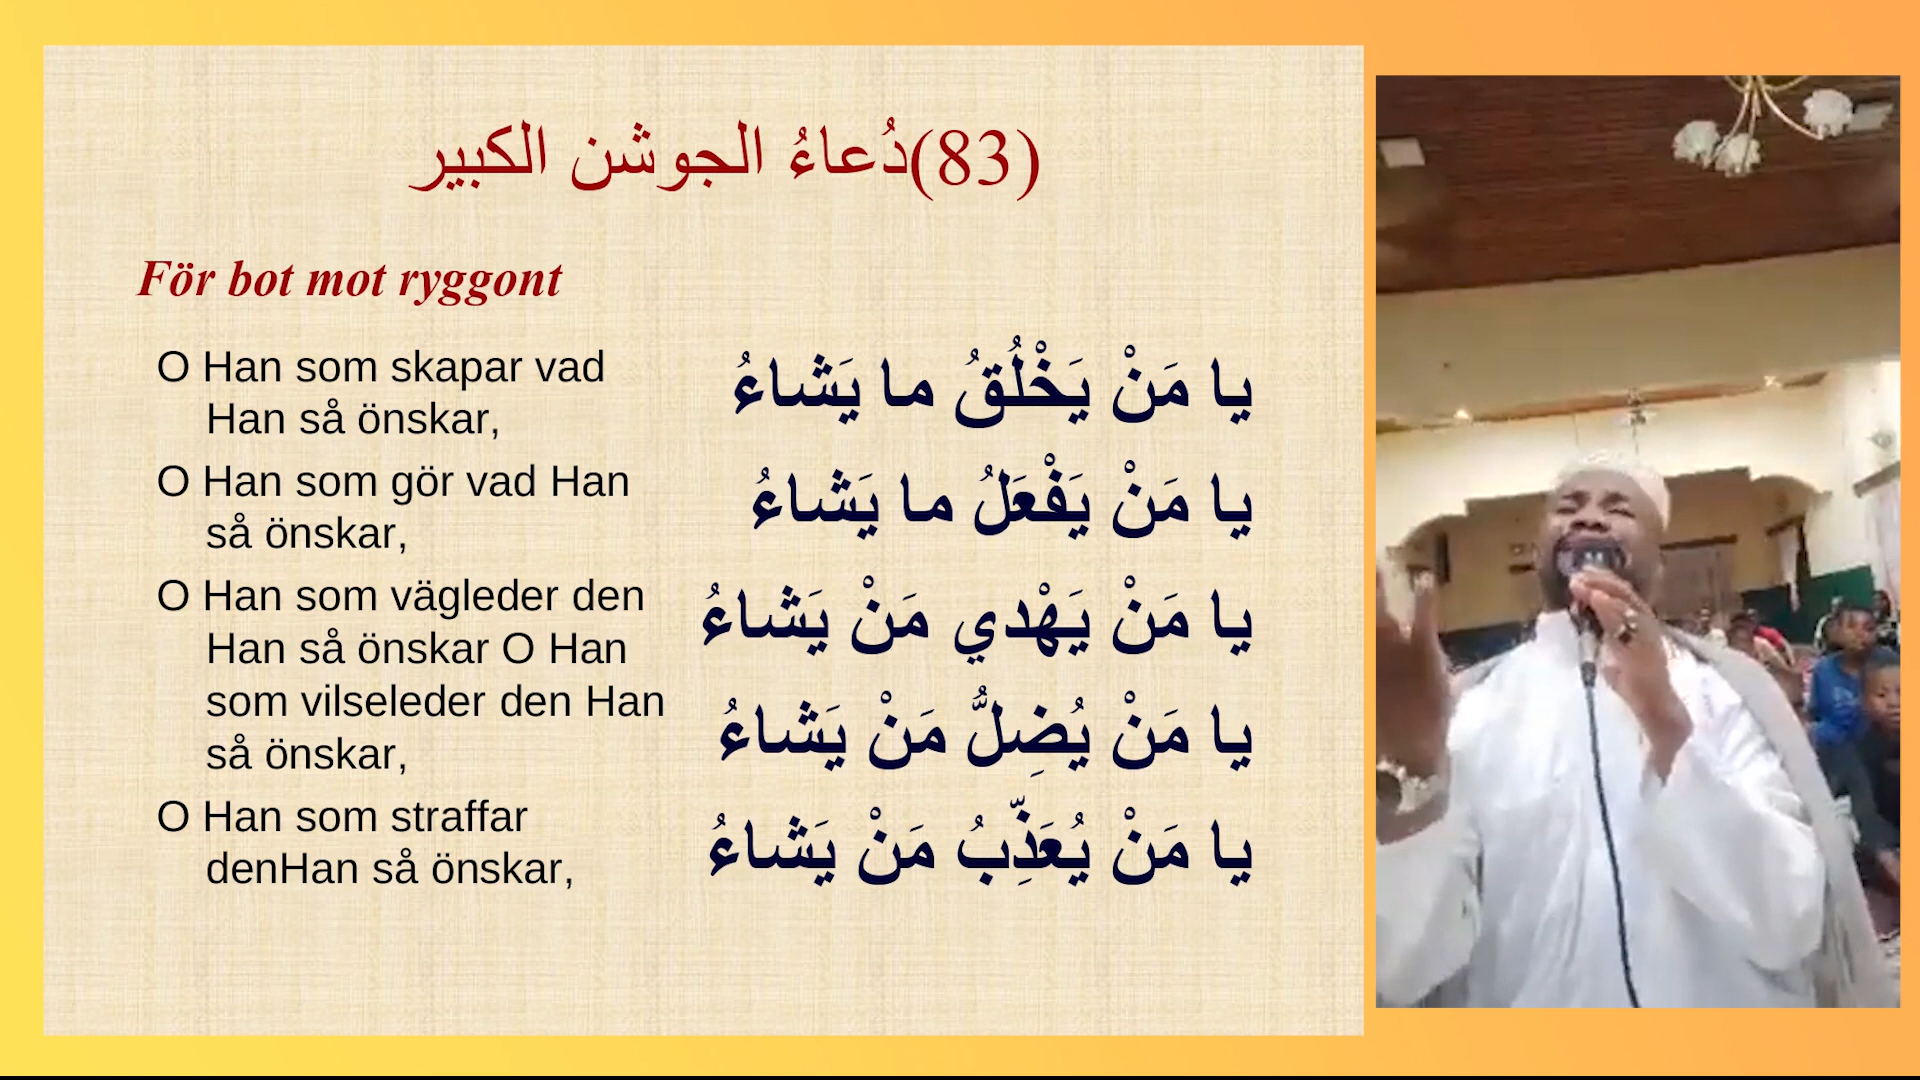 (83)دُعاءُ الجوشن الكبير
För bot mot ryggont
O Han som skapar vad
Han så önskar,
O Han som gör vad Han
så önskar,
O Han som vägleder den
Han så önskar O Han
som vilseleder den Han
så önskar,
O Han som straffar
denHan så önskar,
يا مَنْ يَخْلُقُ ما يَشاءُ
يا مَنْ يَفْعَلُ ما يَشاءُ
يا مَنْ يَهْدي مَنْ يَشاءُ
يا مَنْ يُضِلُّ مَنْ يَشاءُ
يا مَنْ يُعَذِّبُ مَنْ يَشاءُ